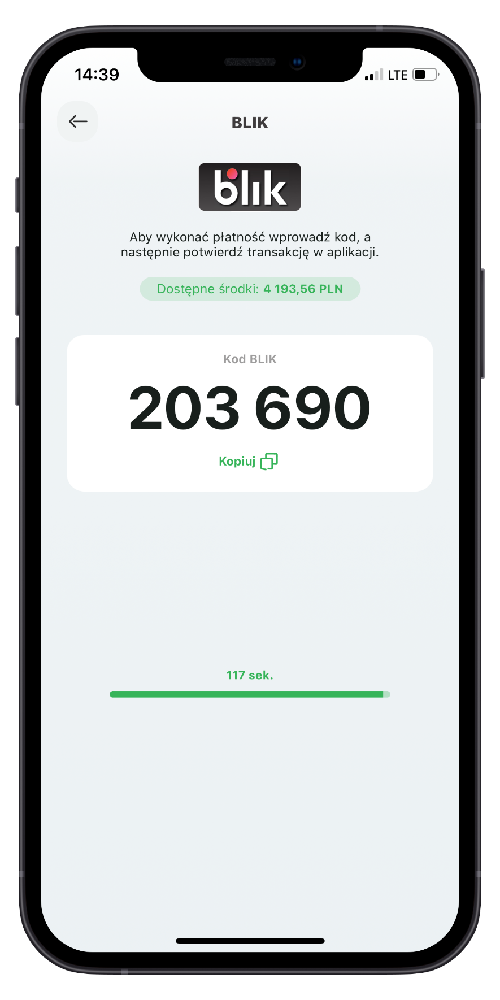 14:39 LTE
BLIK
blik
Aby wykonać płatność wprowadź kod, a
następnie potwierdź transakcję w aplikacji.
Dostępne środki: 4 193,56 PLN
Kod BLIK
203 690
Kopiuj
117 sek.